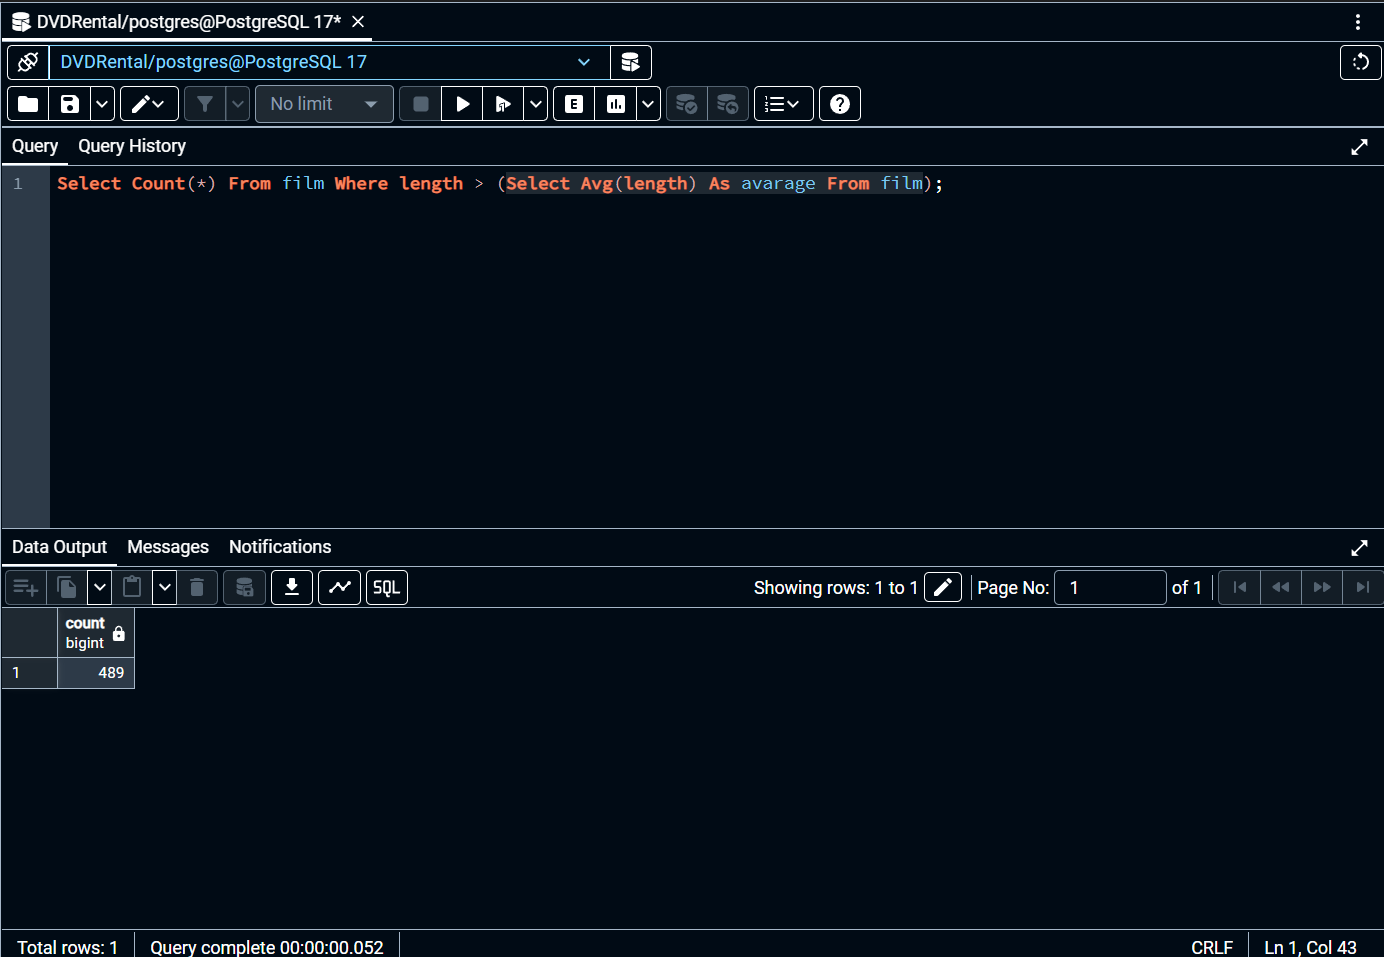 DVDRental/postgres@PostgreSQL 17*
DVDRental/postgres@PostgreSQL 17
No limit
E
Query Query History
1 Select Count(*) From film Where length > (Select Avg(length) As avarage From film);
Data Output Messages Notifications
SQL Showing rows: 1 to 1 Page No: 1 of 1
count
bigint
1 489
Total rows: 1 Query complete 00:00:00.052 CRLF Ln 1, Col 43